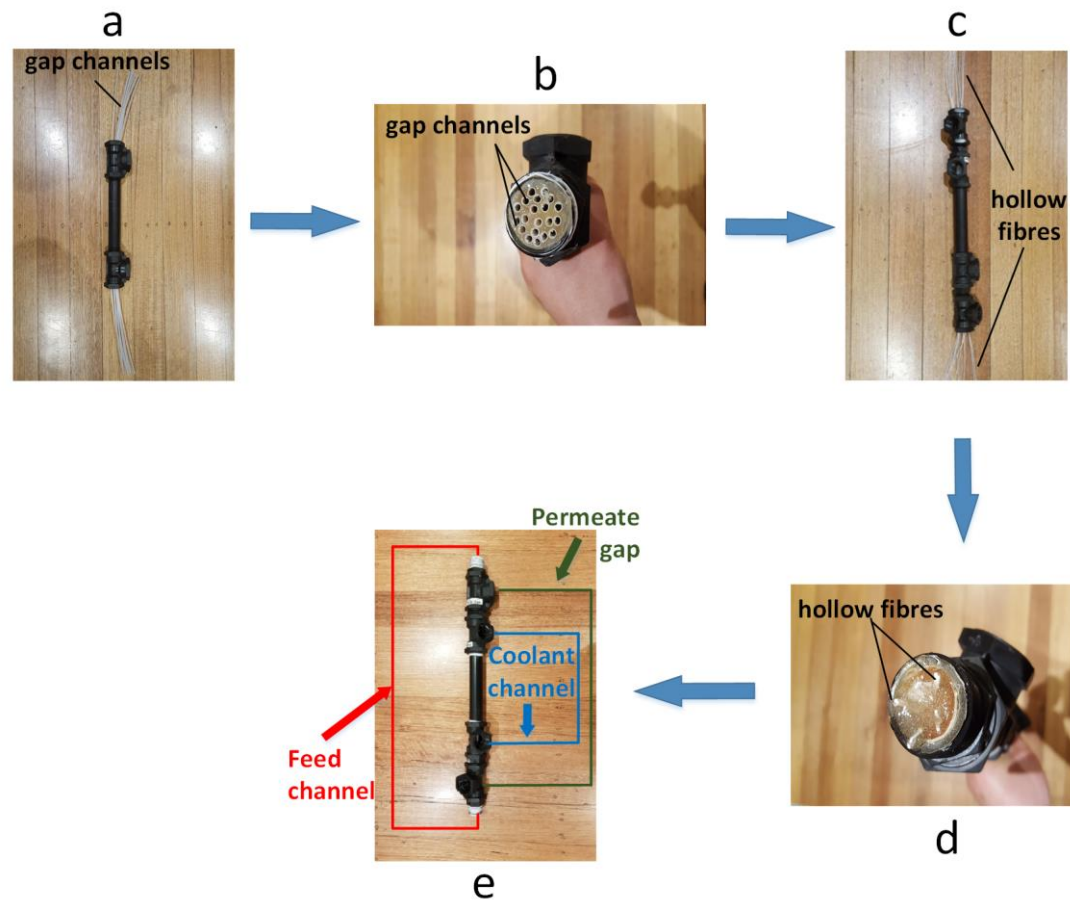 a
gap channels
b
gap channels
c
hollow
fibres
d
hollow fibres
e
Permeate
gap
Coolant
channel
Feed
channel